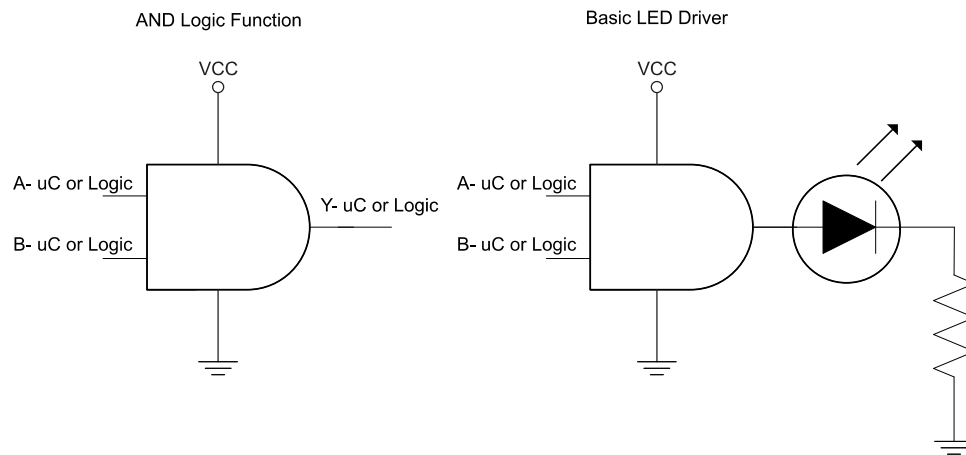 AND Logic Function
VCC
A- uC or Logic
B- uC or Logic
Y- uC or Logic
Basic LED Driver
VCC
A- uC or Logic
B- uC or Logic